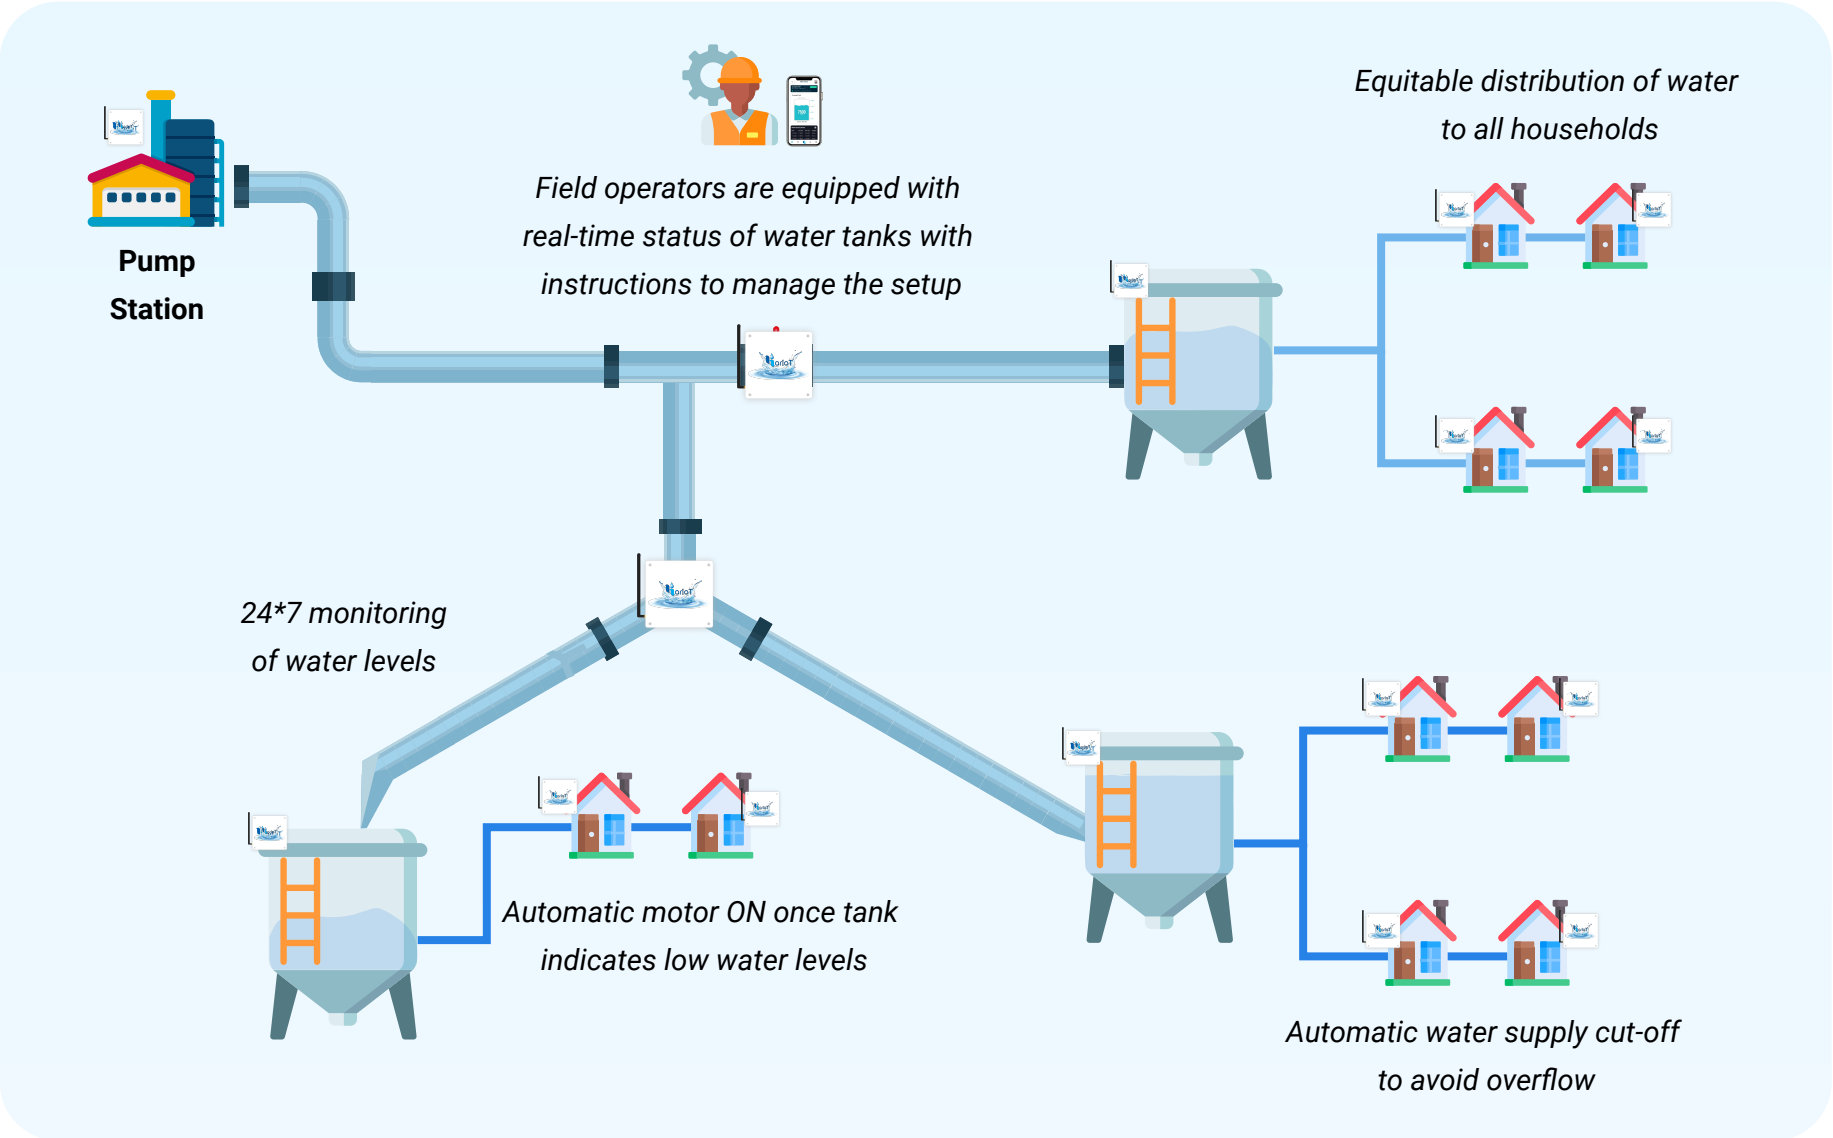 Equitable distribution of water
to all households
Pump
Station
Field operators are equipped with
real-time status of water tanks with
instructions to manage the setup
24*7 monitoring
of water levels
Automatic motor ON once tank
indicates low water levels
Automatic water supply cut-off
to avoid overflow